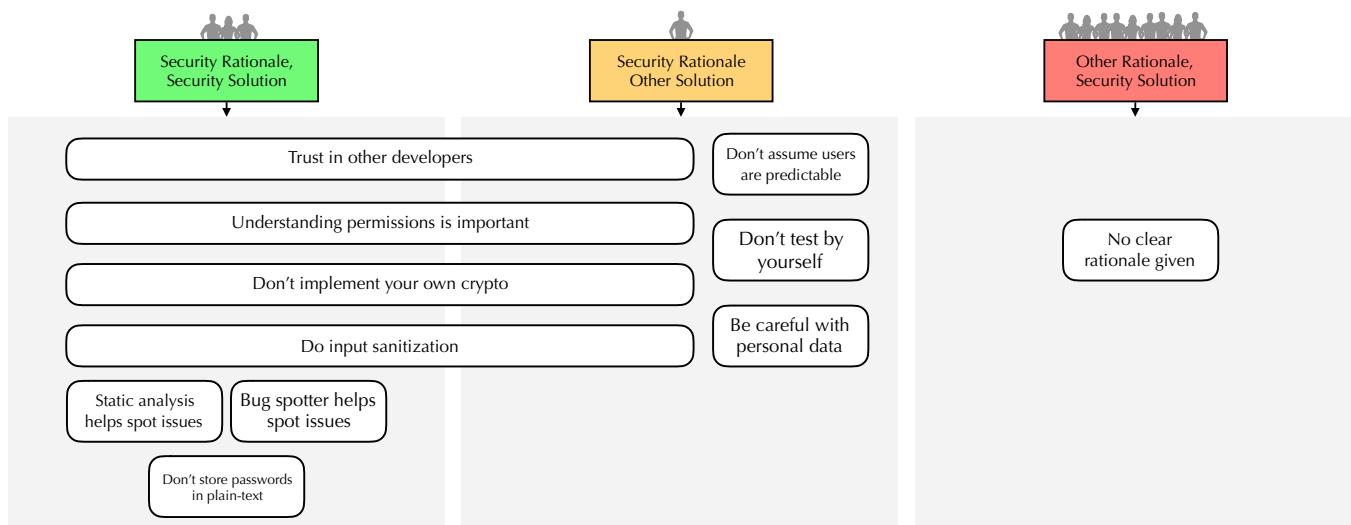 Security Rationale,
Security Solution
Security Rationale
Other Solution
Other Rationale,
Security Solution
Trust in other developers
Understanding permissions is important
Don’t implement your own crypto
Do input sanitization
Static analysis
helps spot issues
Bug spotter helps
spot issues
Don’t store passwords
in plain-text
Don’t assume users
are predictable
Don’t test by
yourself
Be careful with
personal data
No clear
rationale given